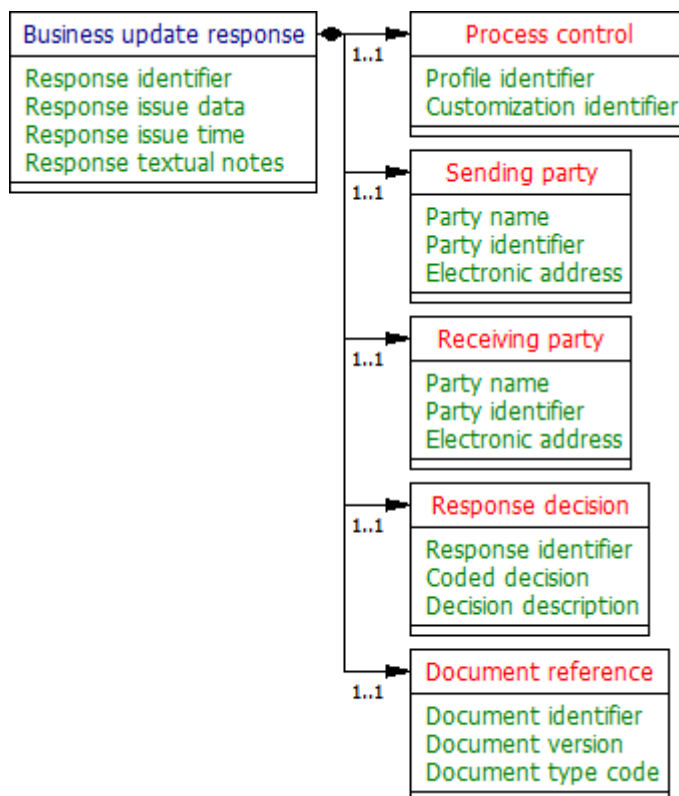 Business update response
Response identifier
Response issue data
Response issue time
Response textual notes
1..1
Process control
Profile identifier
Customization identifier
1..1
Sending party
Party name
Party identifier
Electronic address
1..1
Receiving party
Party name
Party identifier
Electronic address
1..1
Response decision
Response identifier
Coded decision
Decision description
1..1
Document reference
Document identifier
Document version
Document type code